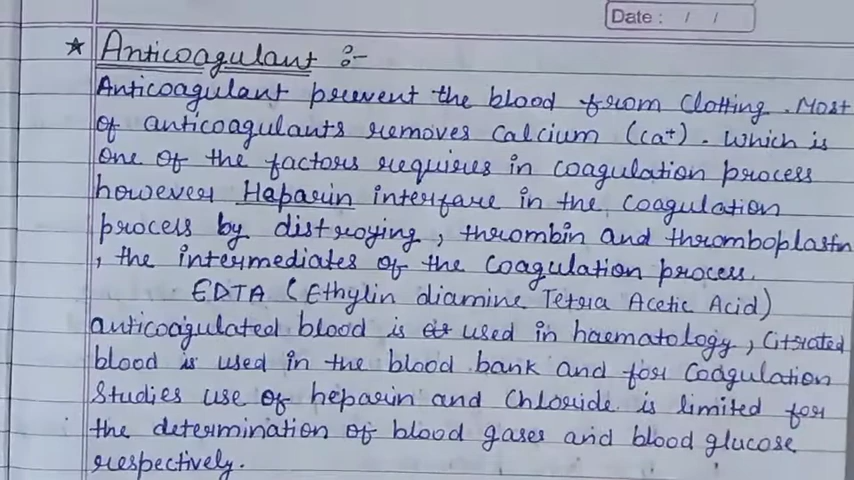 Date : / /
* Anticoagulant :-
Anticoagulant prevent the blood from Clotting. Most
of anticoagulants removes Calcium (ca+). Which is
one of the factors requires in coagulation process
however Heparin interfare in the coagulation
process by distroying, thrombin and thromboplastin
, the intermediates of the coagulation process.
EDTA (Ethylin diamine Tetra Acetic Acid)
anticoagulated blood is used in haematology, Citrated
blood is used in the blood bank and for Coagulation
Studies use of heparin and Chloride is limited for
the determination of blood gases and blood glucose
respectively.